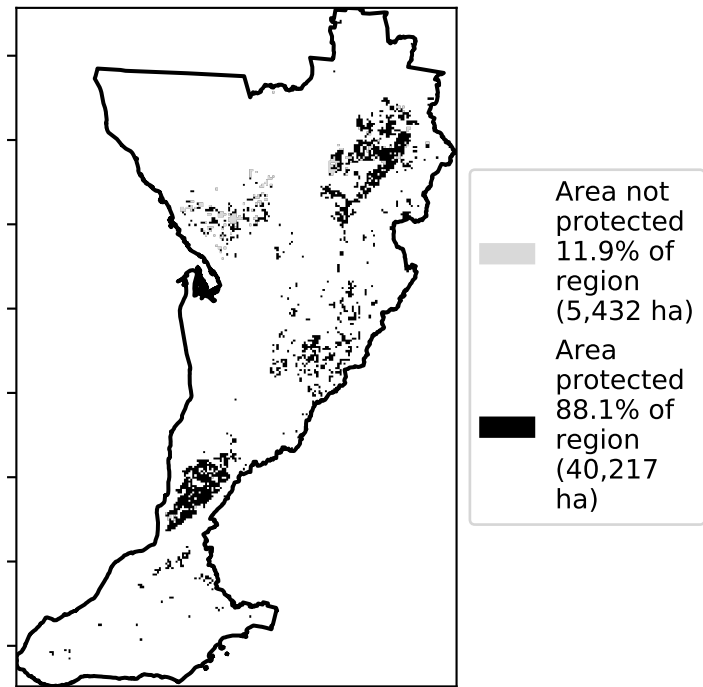 Area not
protected
11.9% of
region
(5,432 ha)
Area
protected
88.1% of
region
(40,217
ha)